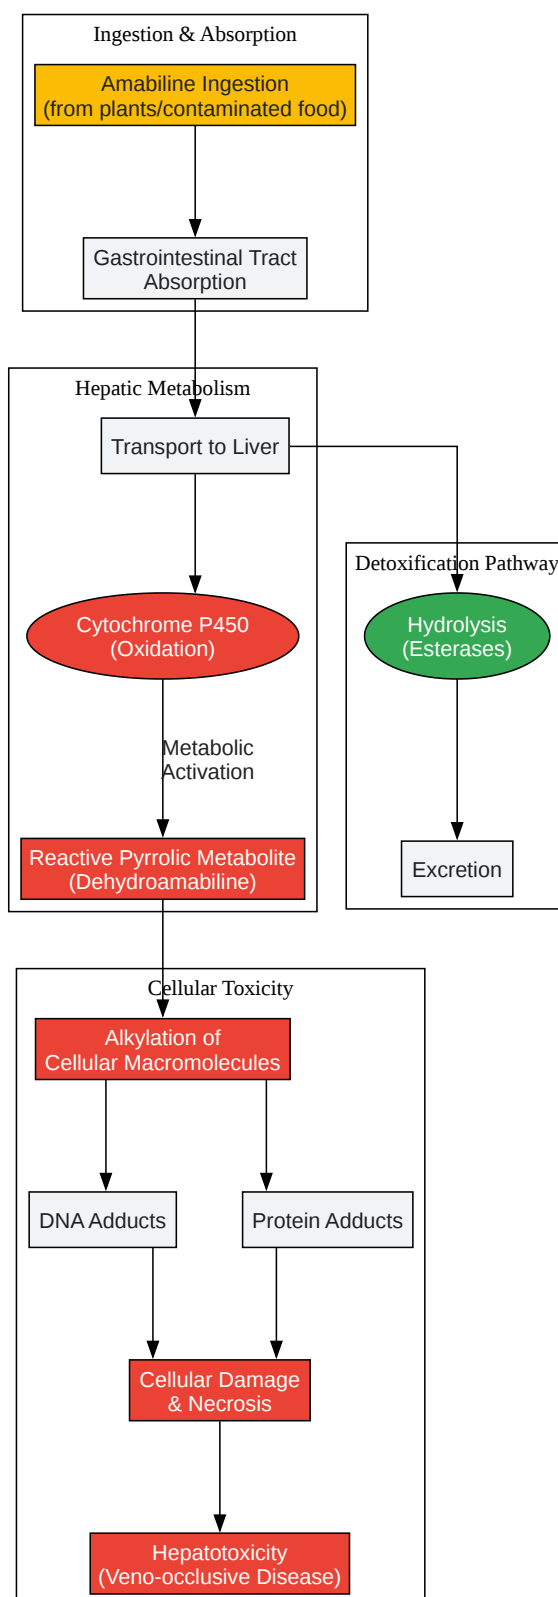 Ingestion & Absorption
Amabiline Ingestion
(from plants/contaminated food)
Gastrointestinal Tract
Absorption
Hepatic Metabolism
Transport to Liver
Detoxification Pathway
Cytochrome P450
(Oxidation)
Hydrolysis
(Esterases)
Metabolic
Activation
Reactive Pyrrolic Metabolite
(Dehydroamabiline)
Excretion
Cellular Toxicity
Alkylation of
Cellular Macromolecules
DNA Adducts
Protein Adducts
Cellular Damage
& Necrosis
Hepatotoxicity
(Veno-occlusive Disease)